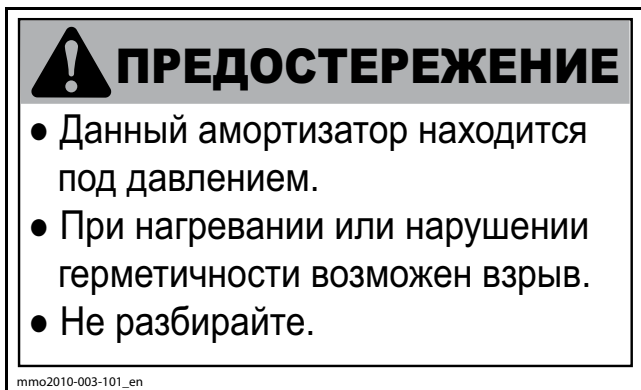 ПРЕДОСТЕРЕЖЕНИЕ
● Данный амортизатор находится
под давлением.
● При нагревании или нарушении
герметичности возможен взрыв.
● Не разбирайте.
mmo2010-003-101_en